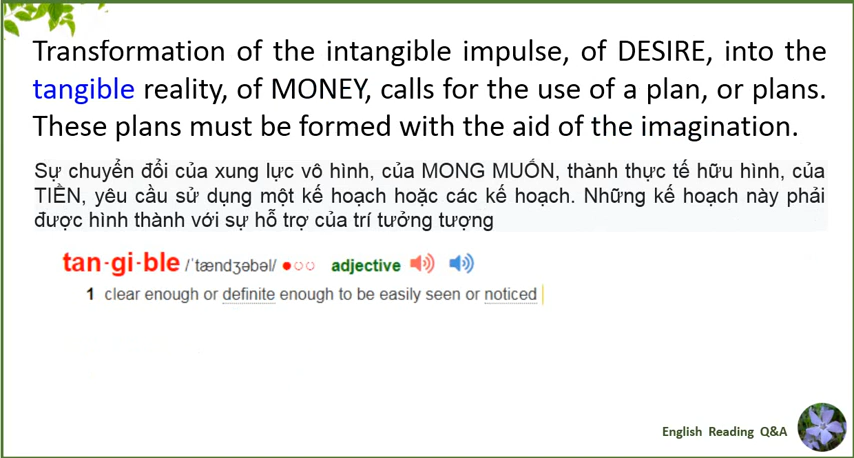 Transformation of the intangible impulse, of DESIRE, into the
tangible reality, of MONEY, calls for the use of a plan, or plans.
These plans must be formed with the aid of the imagination.
Sự chuyển đổi của xung lực vô hình, của MONG MUỐN, thành thực tế hữu hình, của
TIỀN, yêu cầu sử dụng một kế hoạch hoặc các kế hoạch. Những kế hoạch này phải
được hình thành với sự hỗ trợ của trí tưởng tượng
tan·gi·ble /ˈtændʒəbəl/ ●○○ adjective
1 clear enough or definite enough to be easily seen or noticed
English Reading Q&A